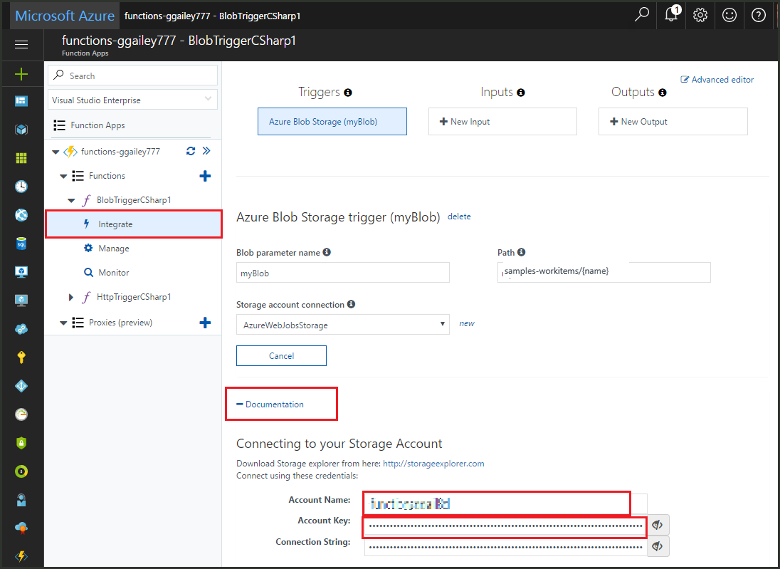 Microsoft Azure functions-ggailey777 - BlobTriggerCSharp1 1
functions-ggailey777 - BlobTriggerCSharp1
Function Apps
Search
Visual Studio Enterprise
Function Apps
functions-ggailey777
Functions
BlobTriggerCSharp1
Integrate
Manage
Monitor
HttpTriggerCSharp1
Proxies (preview)
Advanced editor
Triggers Inputs Outputs
Azure Blob Storage (myBlob) New Input New Output
Azure Blob Storage trigger (myBlob) delete
Blob parameter name Path
myBlob samples-workitems/{name}
Storage account connection
AzureWebJobsStorage new
Cancel
Documentation
Connecting to your Storage Account
Download Storage explorer from here: http://storageexplorer.com
Connect using these credentials:
Account Name:
Account Key:
Connection String: